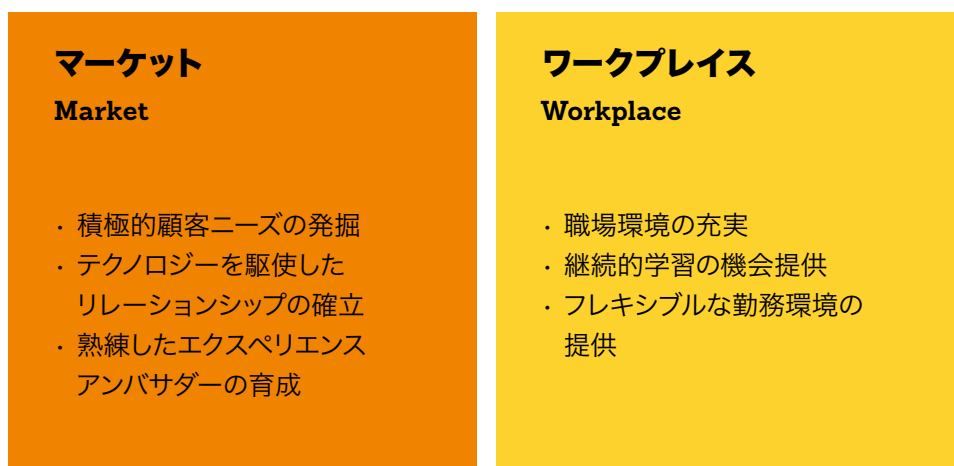 マーケット
Market
・積極的顧客ニーズの発掘
・テクノロジーを駆使した
リレーションシップの確立
・熟練したエクスペリエンス
アンバサダーの育成
ワークプレイス
Workplace
・職場環境の充実
・継続的学習の機会提供
・フレキシブルな勤務環境の
提供